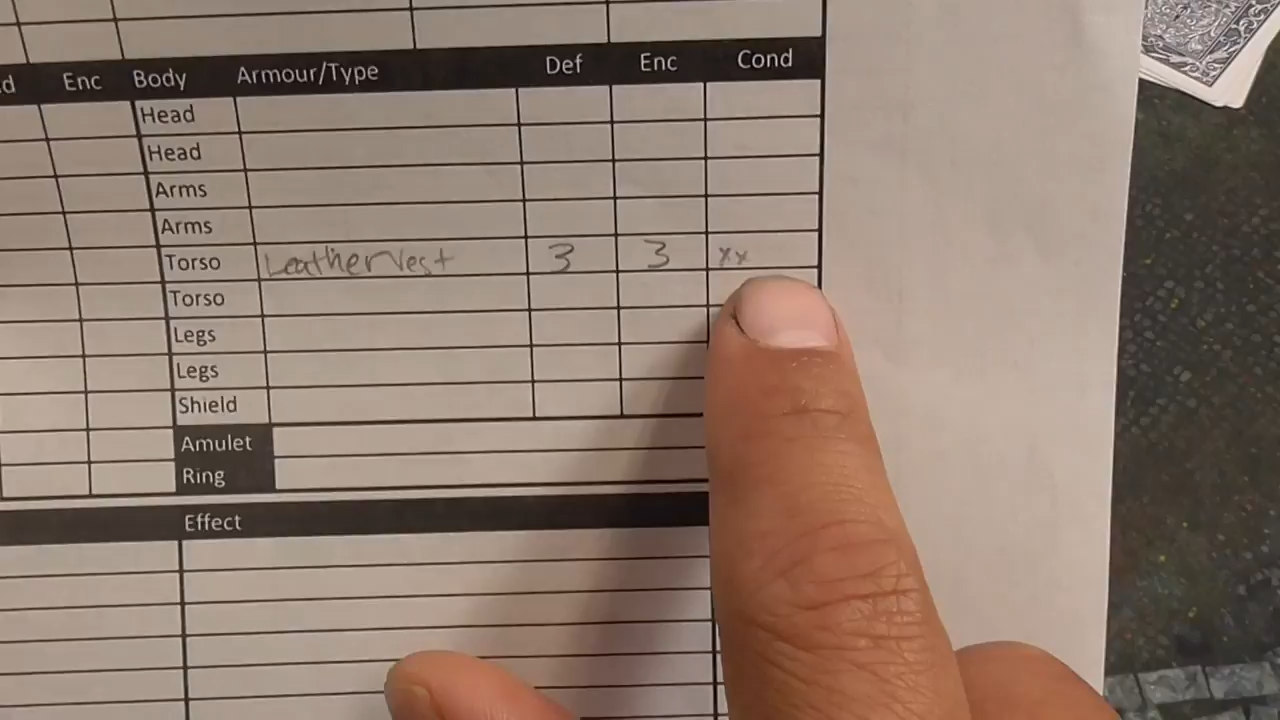 d Enc Body Armour/Type Def Enc Cond
Head
Head
Arms
Arms
Torso Leather Vest 3 3 xx
Torso
Legs
Legs
Shield
Amulet
Ring
Effect